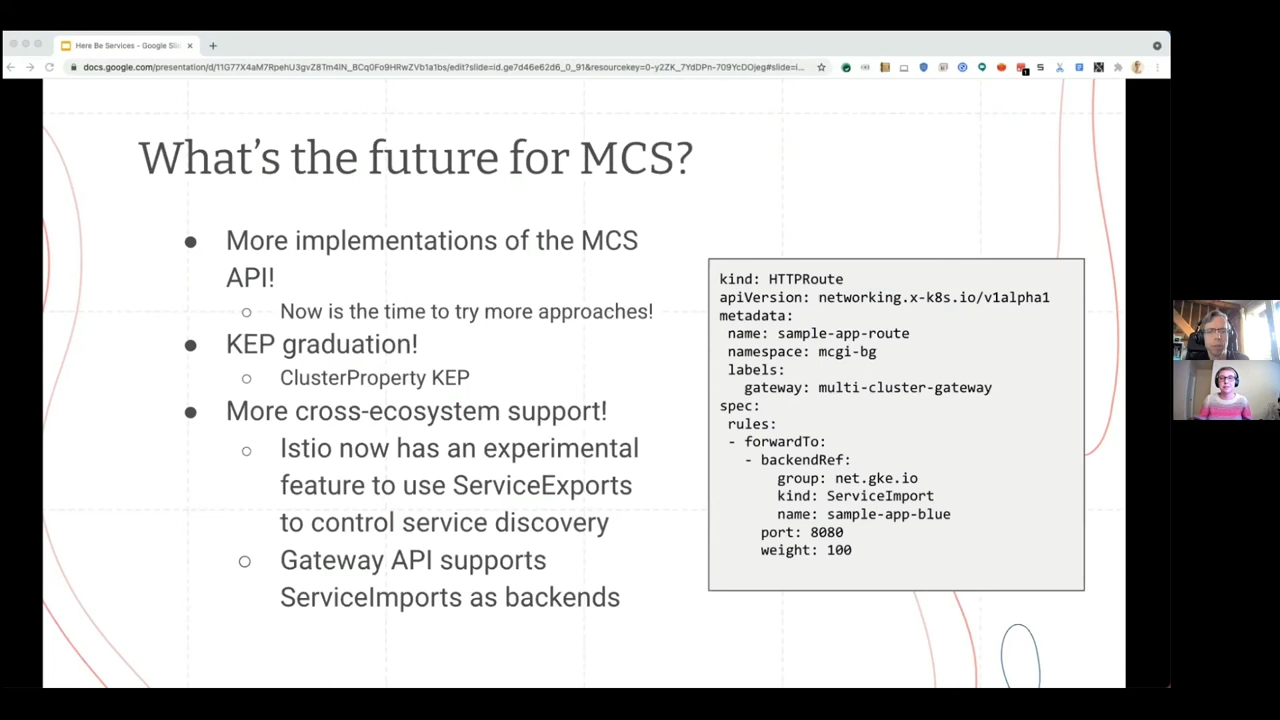 Here Be Services - Google Sli
docs.google.com/presentation/d/11G77X4aM7RpehU3gvZ8Tm4lN_8Cq0Fo9HRwZVb1a1bs/edit?slide=id.ge7d46e62d6_0_91&resourcekey=0-y2ZK_7YdDPn-709YcDOjeg#slide=i...
What's the future for MCS?
● More implementations of the MCS
API!
○ Now is the time to try more approaches!
● KEP graduation!
○ ClusterProperty KEP
● More cross-ecosystem support!
○ Istio now has an experimental
feature to use ServiceExports
to control service discovery
○ Gateway API supports
ServiceImports as backends
kind: HTTPRoute
apiVersion: networking.x-k8s.io/v1alpha1
metadata:
name: sample-app-route
namespace: mcgi-bg
labels:
gateway: multi-cluster-gateway
spec:
rules:
- forwardTo:
- backendRef:
group: net.gke.io
kind: ServiceImport
name: sample-app-blue
port: 8080
weight: 100